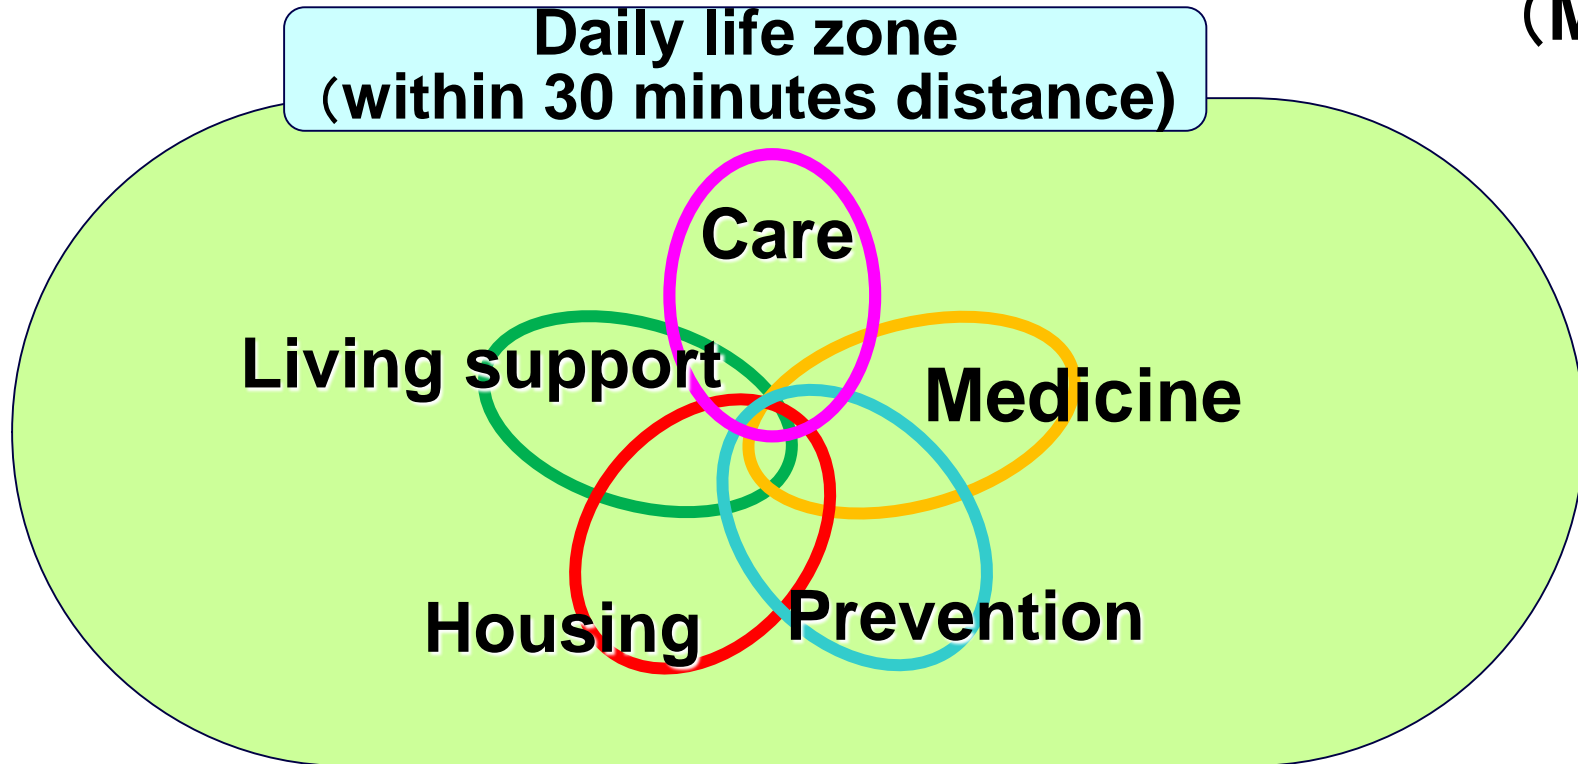 Daily life zone
（within 30 minutes distance)
（M
Care
Living support
Medicine
Housing
Prevention